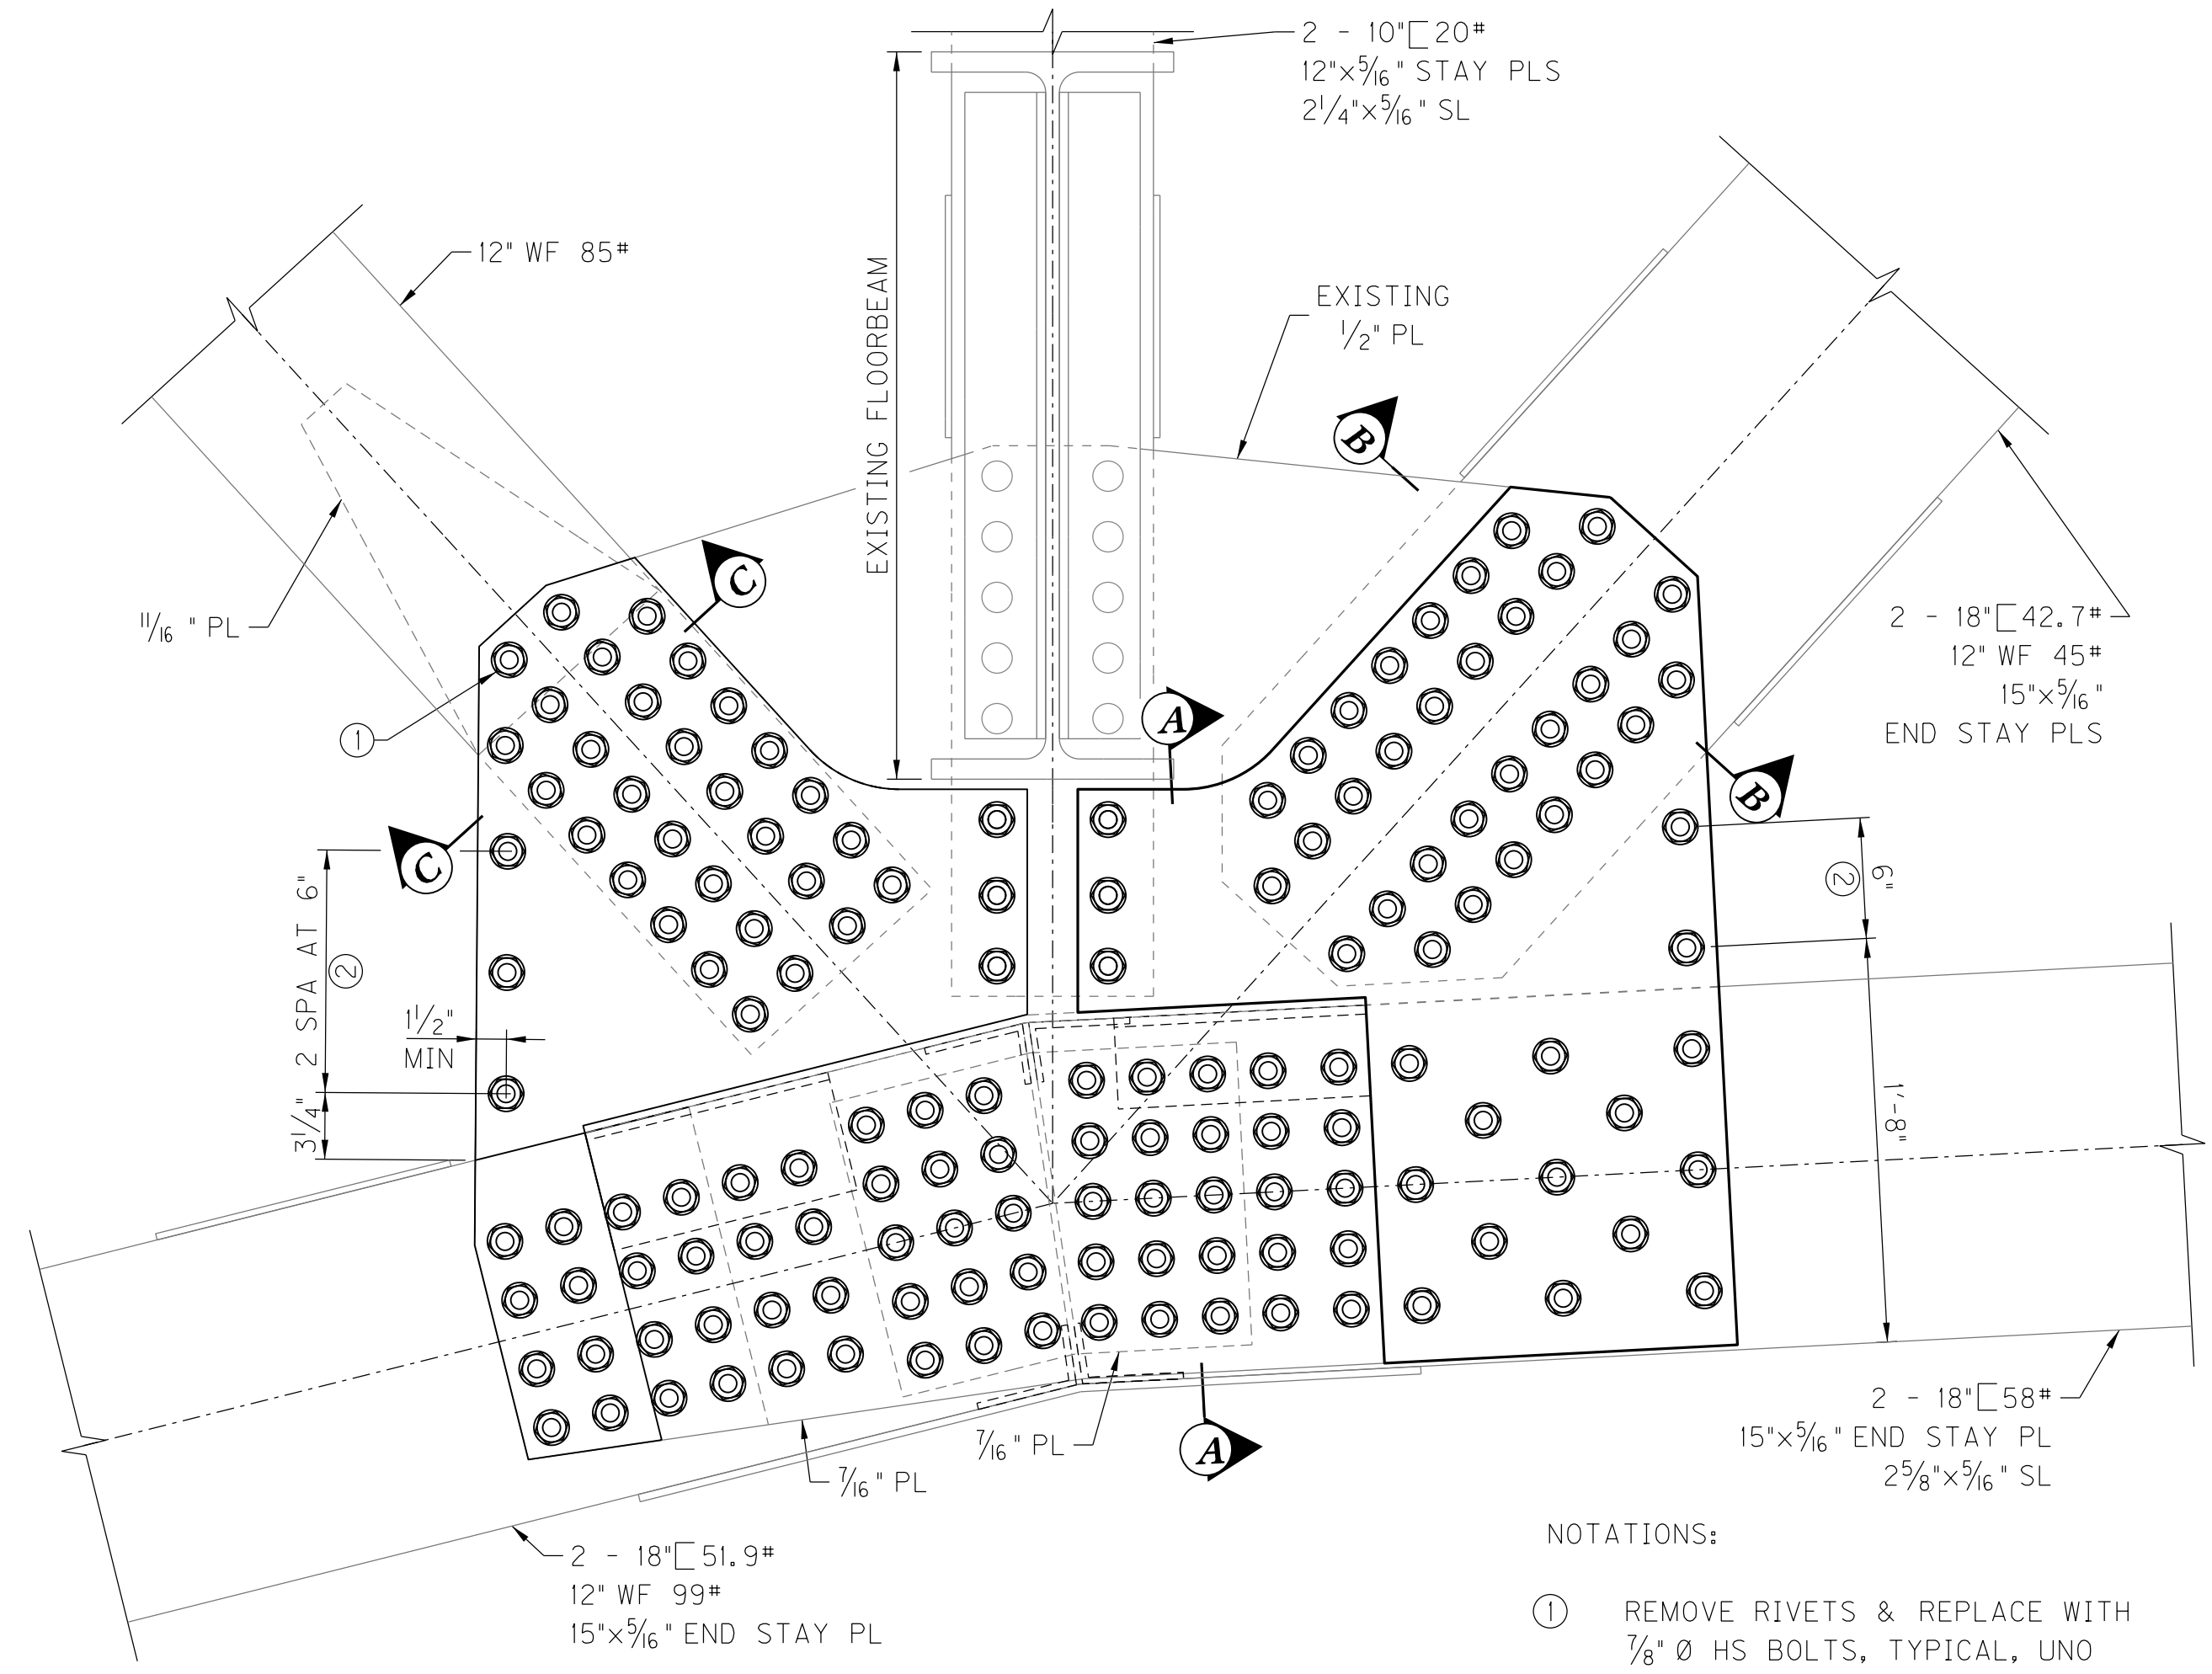 2 - 10"[20#
12"x5/16" STAY PLS
2 1/4"x5/16" SL
12" WF 85#
EXISTING FLOORBEAM
EXISTING
1/2" PL
B
C
11/16 " PL
1
A
2 - 18"[42.7#
12" WF 45#
15"x5/16"
END STAY PLS
B
C
6"
2
2 SPA AT 6"
2
1 1/2"
MIN
3 1/4"
1'-8"
7/16" PL
A
7/16" PL
2 - 18"[58#
15"x5/16" END STAY PL
2 5/8"x5/16" SL
2 - 18"[51.9#
12" WF 99#
15"x5/16" END STAY PL
NOTATIONS:
1 REMOVE RIVETS & REPLACE WITH
7/8" Ø HS BOLTS, TYPICAL, UNO